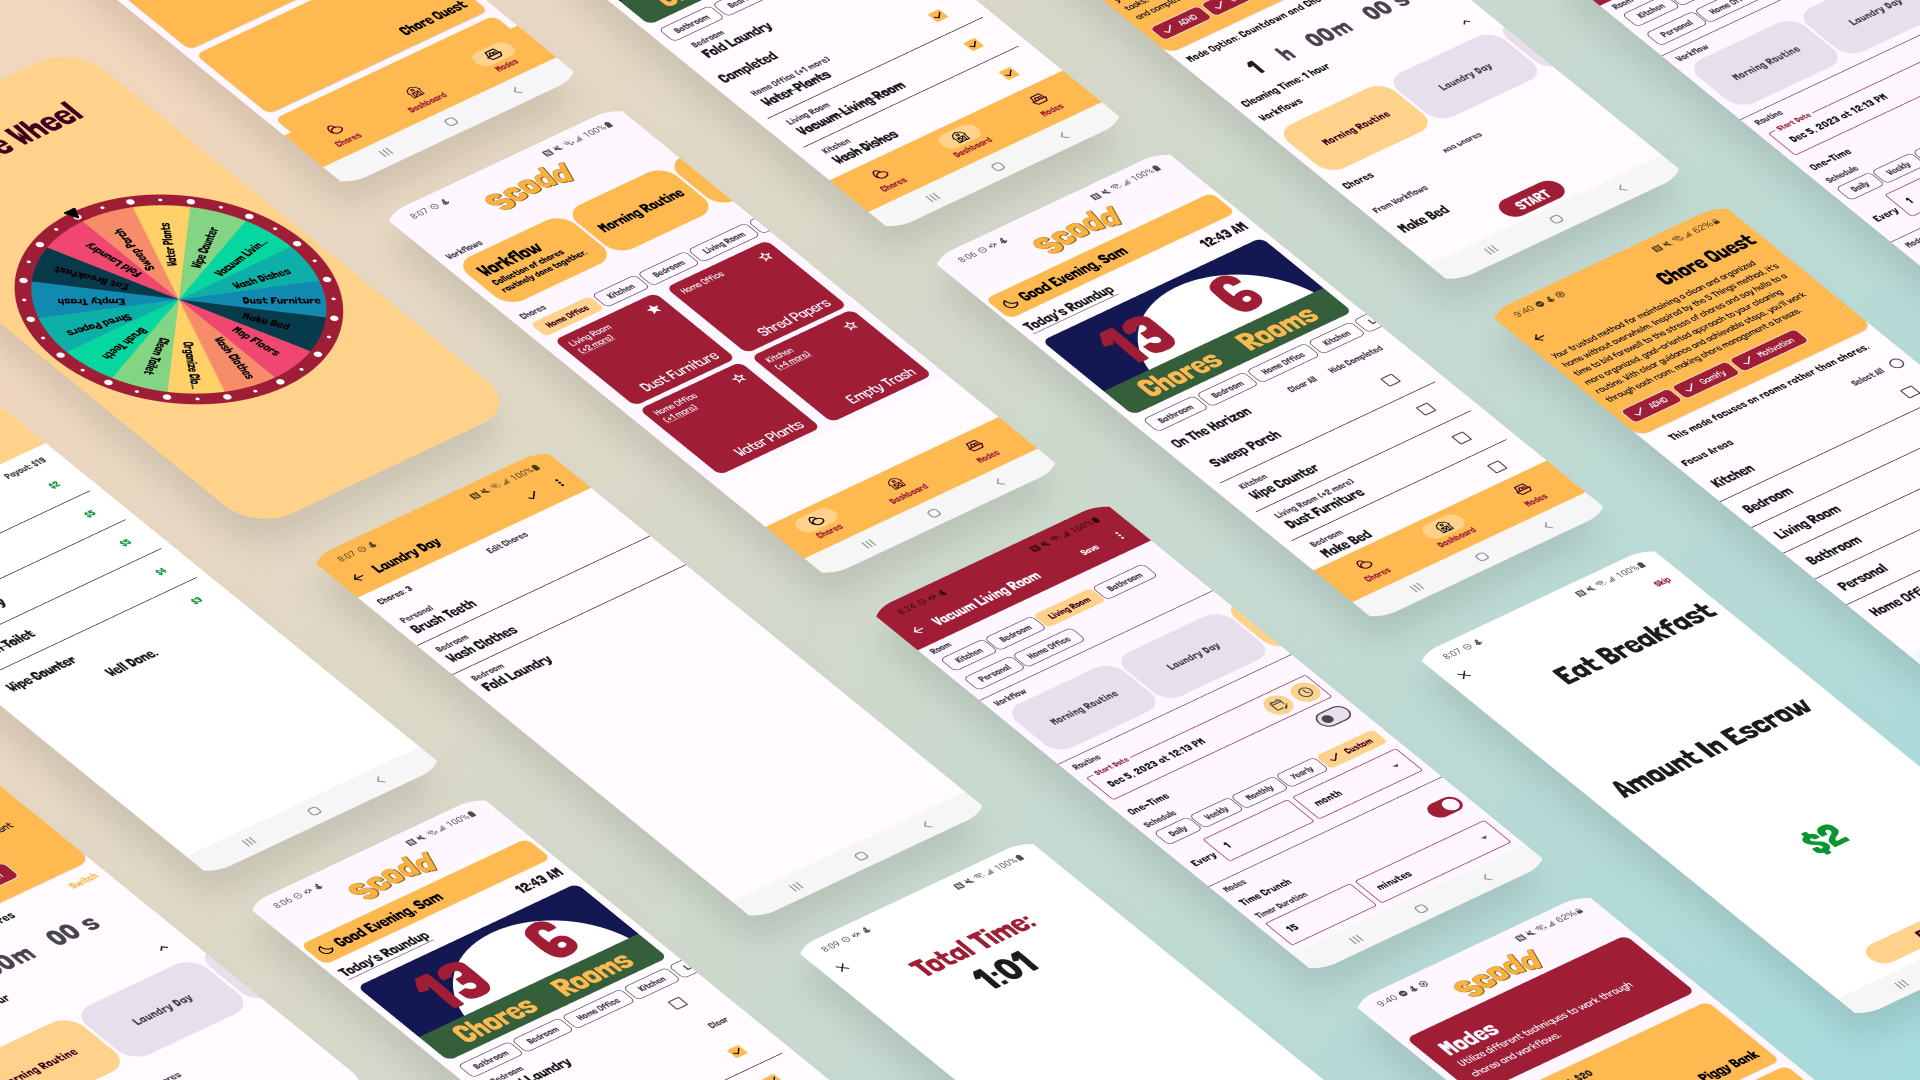 Chore Quest
Chores
Dashboard
Modes
e Wheel
Water Plants
Wipe Counter
Vacuum Livin...
Wash Dishes
Dust Furniture
Make Bed
Mop Floors
Wash Clothes
Organize Clo...
Clean Toilet
Brush Teeth
Shred Papers
Empty Trash
Eat Breakfast
Fold Laundry
Sweep Porch
Payout: $19
$2
$5
$5
$4
$3
Toilet
Wipe Counter
Well Done.
Switch
00 s
Laundry Day
Morning Routine
8:07
100%
Scodd
Workflows
Workflow
Collection of chores
routinely done together.
Morning Routine
Chores
Home Office
Kitchen
Bedroom
Living Room
Living Room
(+2 more)
Dust Furniture
Home Office
Shred Papers
Home Office
(+1 more)
Water Plants
Kitchen
(+4 more)
Empty Trash
Chores
Dashboard
Modes
8:07
100%
Laundry Day
Chores: 3
Edit Chores
Personal
Brush Teeth
Bedroom
Wash Clothes
Bedroom
Fold Laundry
8:06
100%
Scodd
Good Evening, Sam
12:43 AM
Today's Roundup
13
6
Chores
Rooms
Bathroom
Bedroom
Home Office
Kitchen
Clear
Bedroom
Laundry
Bathroom
Bedroom
Fold Laundry
Completed
Home Office (+1 more)
Water Plants
Living Room
Vacuum Living Room
Kitchen
Wash Dishes
Chores
Dashboard
Modes
8:06
100%
Scodd
Good Evening, Sam
12:43 AM
Today's Roundup
13
6
Chores
Rooms
Bathroom
Bedroom
Home Office
Kitchen
Clear All
Hide Completed
On The Horizon
Sweep Porch
Kitchen
Wipe Counter
Living Room (+2 more)
Dust Furniture
Bedroom
Make Bed
Chores
Dashboard
Modes
8:24
100%
Vacuum Living Room
Save
Room
Kitchen
Bedroom
Living Room
Bathroom
Personal
Home Office
Workflow
Morning Routine
Laundry Day
Routine
Start Date
Dec 5, 2023 at 12:13 PM
One-Time
Schedule
Daily
Weekly
Monthly
Yearly
Custom
Every
1
month
Modes
Time Crunch
Timer Duration
15
minutes
8:09
100%
Total Time:
1:01
tasks,
and comple
ADHD
Mode Option: Countdown and Cho
1 h 00m 00 s
Cleaning Time: 1 hour
Workflows
Morning Routine
Laundry Day
Add Chores
Chores
From Workflows
Make Bed
START
Kitchen
Personal
Workflow
Morning Routine
Laundry Day
Routine
Start Date
Dec 5, 2023 at 12:13 PM
One-Time
Schedule
Daily
Weekly
Every
1
9:40
62%
Chore Quest
Your trusted method for maintaining a clean and organized
home without overwhelm. Inspired by the 5 Things method, it's
time to bid farewell to the stress of chores and say hello to a
more organized, goal-oriented approach to your cleaning
routine. With clear guidance and achievable steps, you'll work
through each room, making chore management a breeze.
ADHD
Gamify
Motivation
This mode focuses on rooms rather than chores.
Focus Areas
Select All
Kitchen
Bedroom
Living Room
Bathroom
Personal
Home Off
8:07
100%
Skip
Eat Breakfast
Amount In Escrow
$2
9:40
62%
Scodd
Modes
Utilize different techniques to work through
chores and workflows.
$20
Piggy Bank